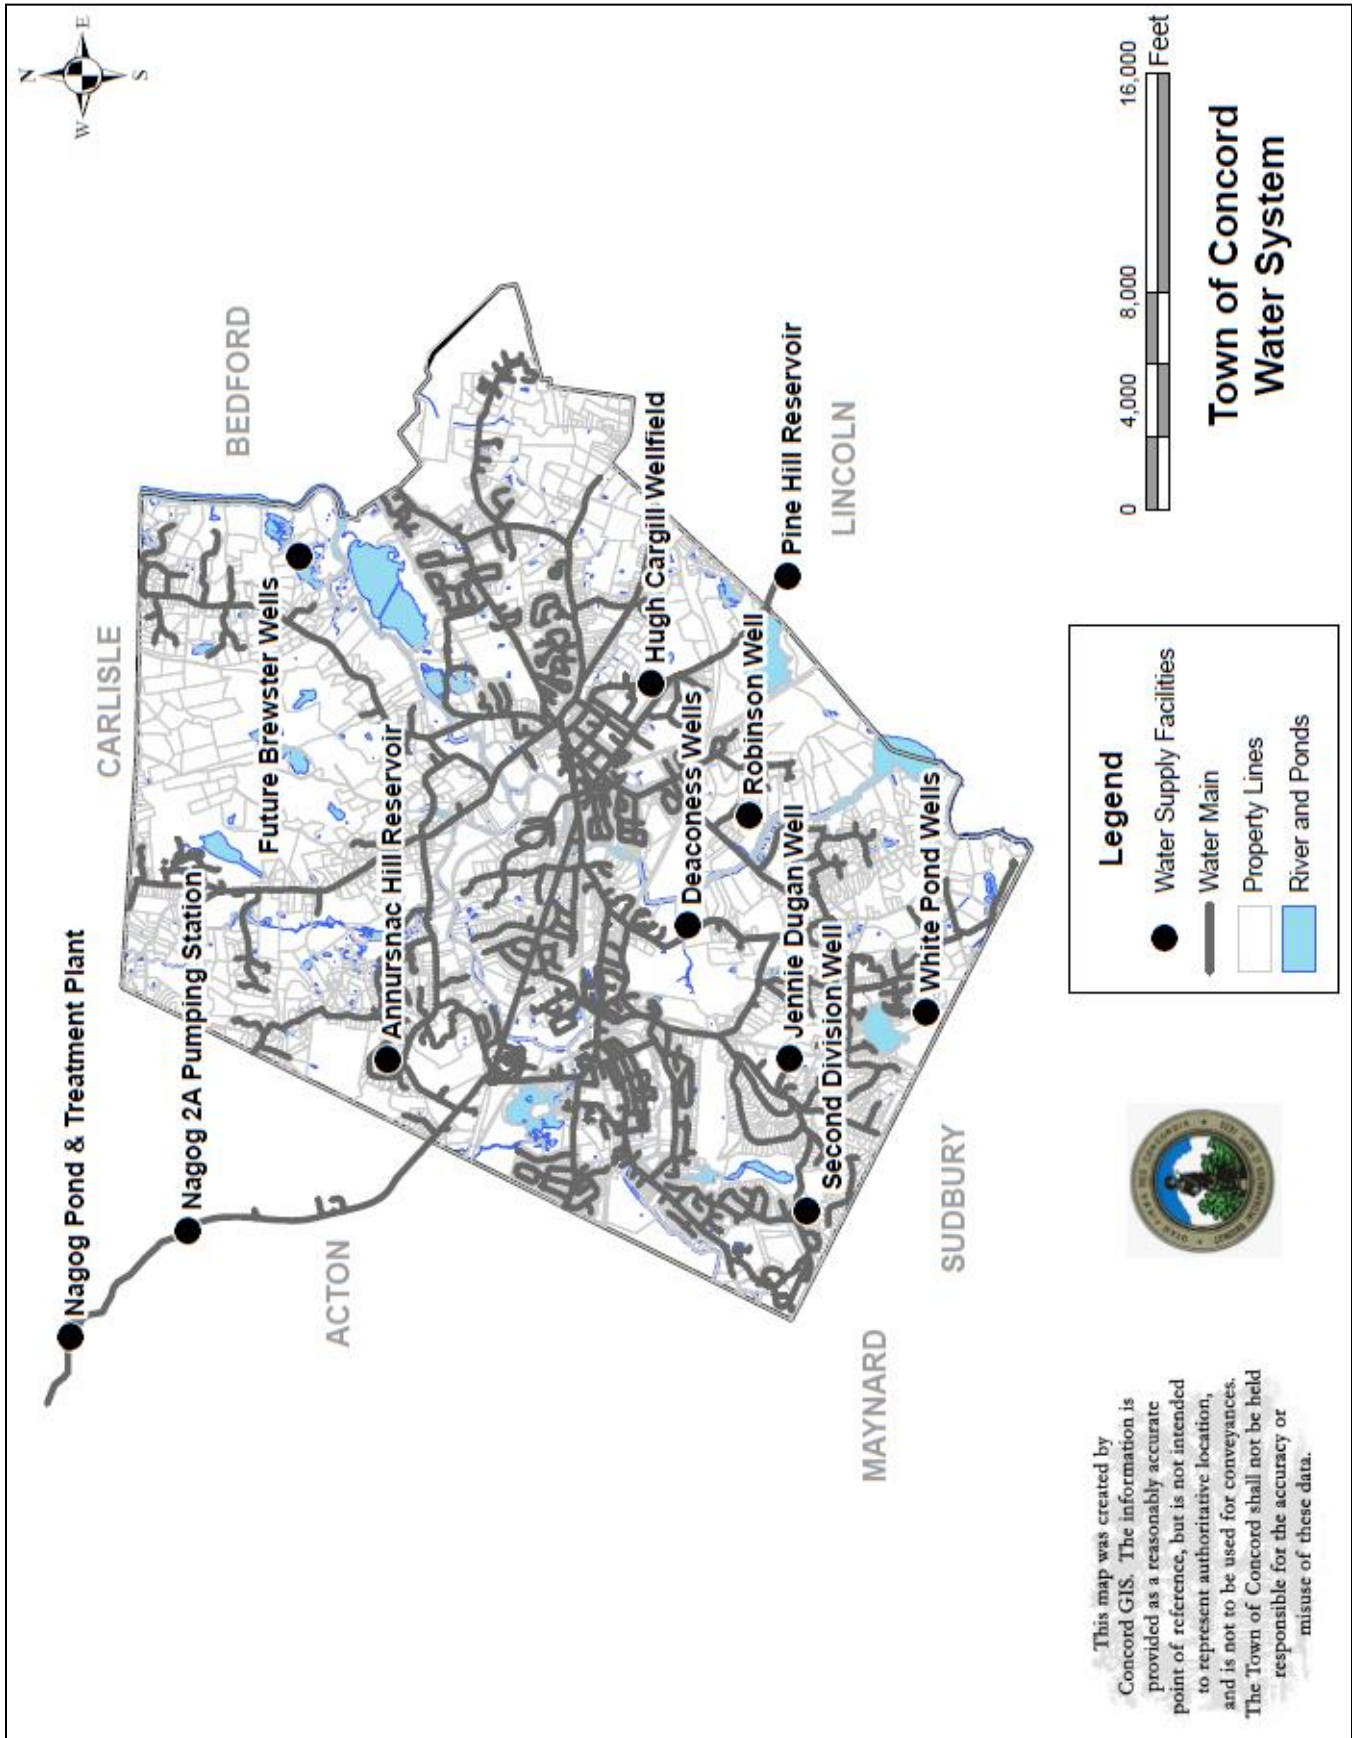 N
W
E
S
Nagog Pond & Treatment Plant
Nagog 2A Pumping Station
CARLISLE
BEDFORD
Future Brewster Wells
Annursnac Hill Reservoir
ACTON
Hugh Cargill Wellfield
Deaconess Wells
Robinson Well
Pine Hill Reservoir
LINCOLN
Jennie Dugan Well
Second Division Well
White Pond Wells
MAYNARD
SUDBURY
This map was created by
Concord GIS. The information is
provided as a reasonably accurate
point of reference, but is not intended
to represent authoritative location,
and is not to be used for conveyances.
The Town of Concord shall not be held
responsible for the accuracy or
misuse of these data.
Legend
Water Supply Facilities
Water Main
Property Lines
River and Ponds
0 4,000 8,000 16,000
Feet
Town of Concord
Water System